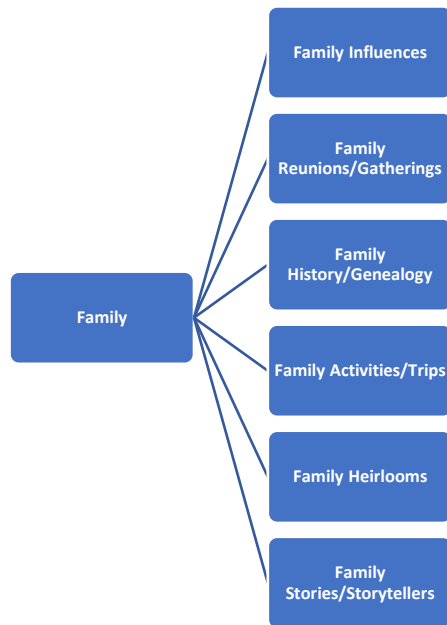 Family Influences
Family
Reunions/Gatherings
Family
History/Genealogy
Family
Family Activities/Trips
Family Heirlooms
Family
Stories/Storytellers